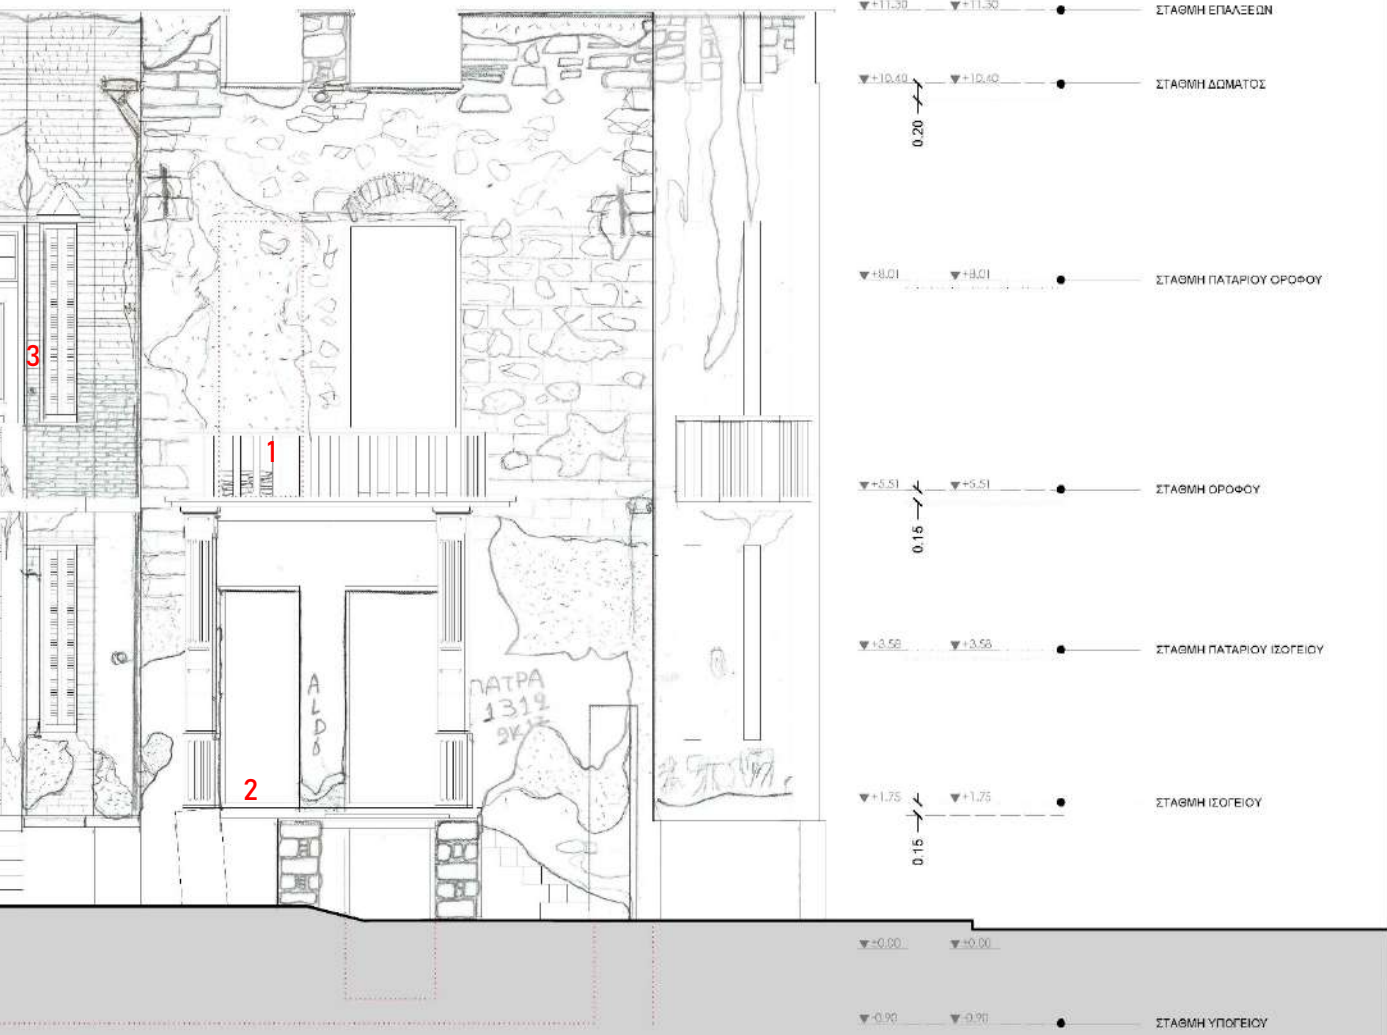 ▼+11.30 ▼+11.30 ΣΤΑΘΜΗ ΕΠΑΛΞΕΩΝ
▼+10.40 ▼+10.40 ΣΤΑΘΜΗ ΔΩΜΑΤΟΣ
0.20
▼+8.01 ▼+8.01 ΣΤΑΘΜΗ ΠΑΤΑΡΙΟΥ ΟΡΟΦΟΥ
3
1
▼+5.51 ▼+5.51 ΣΤΑΘΜΗ ΟΡΟΦΟΥ
0.15
▼+3.58 ▼+3.58 ΣΤΑΘΜΗ ΠΑΤΑΡΙΟΥ ΙΣΟΓΕΙΟΥ
ALDO
ΠΑΤΡΑ
1312
2
▼+1.75 ▼+1.75 ΣΤΑΘΜΗ ΙΣΟΓΕΙΟΥ
0.15
▼±0.00 ▼±0.00
▼-0.90 ▼-0.90 ΣΤΑΘΜΗ ΥΠΟΓΕΙΟΥ